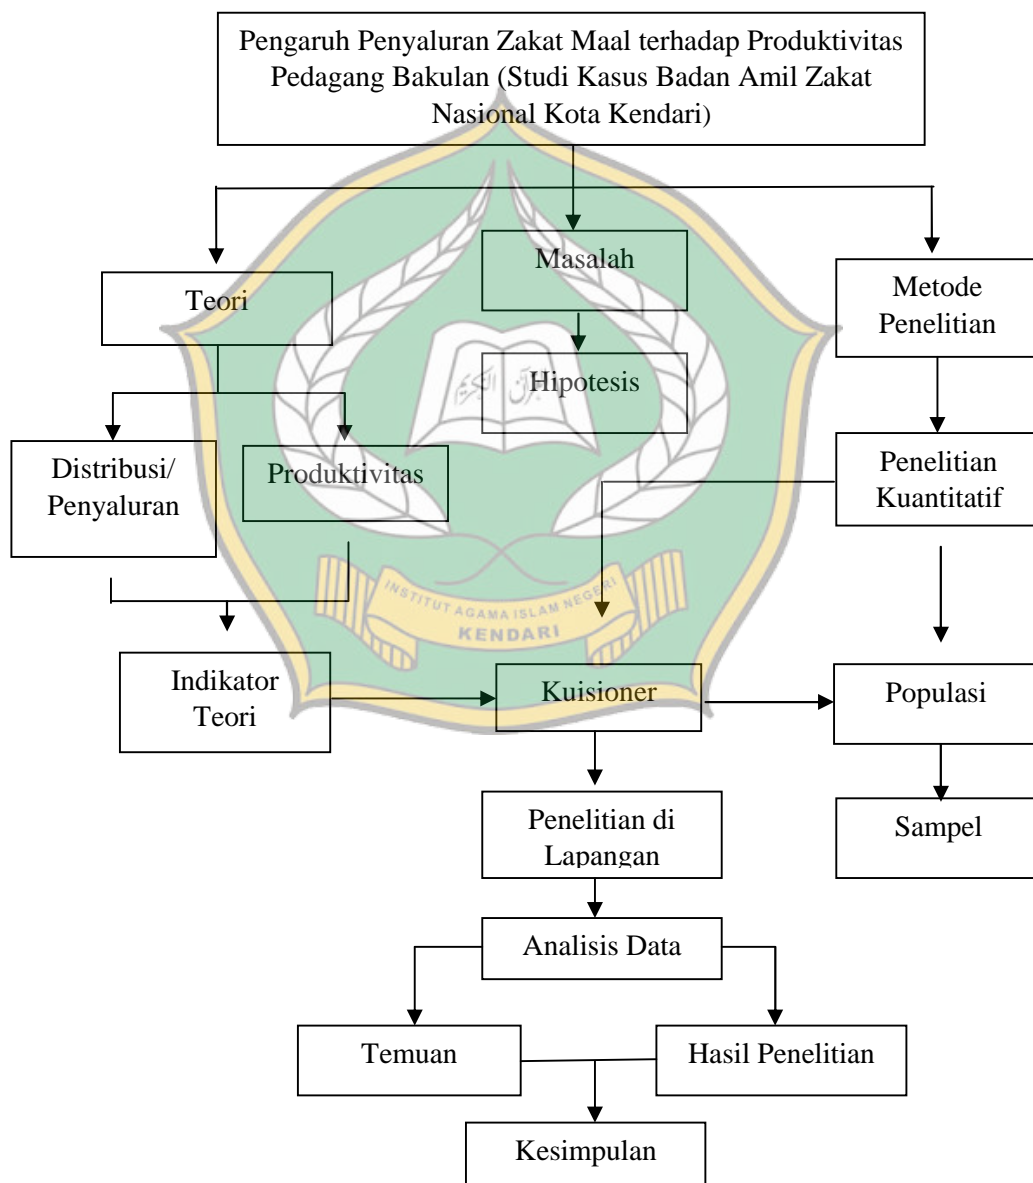 Pengaruh Penyaluran Zakat Maal terhadap Produktivitas
Pedagang Bakulan (Studi Kasus Badan Amil Zakat
Nasional Kota Kendari)
Masalah
Teori
Metode
Penelitian
Hipotesis
القرآن الكريم
Distribusi/
Penyaluran
Produktivitas
Penelitian
Kuantitatif
INSTITUT AGAMA ISLAM NEGERI
KENDARI
Indikator
Teori
Kuisioner
Populasi
Penelitian di
Lapangan
Sampel
Analisis Data
Temuan
Hasil Penelitian
Kesimpulan